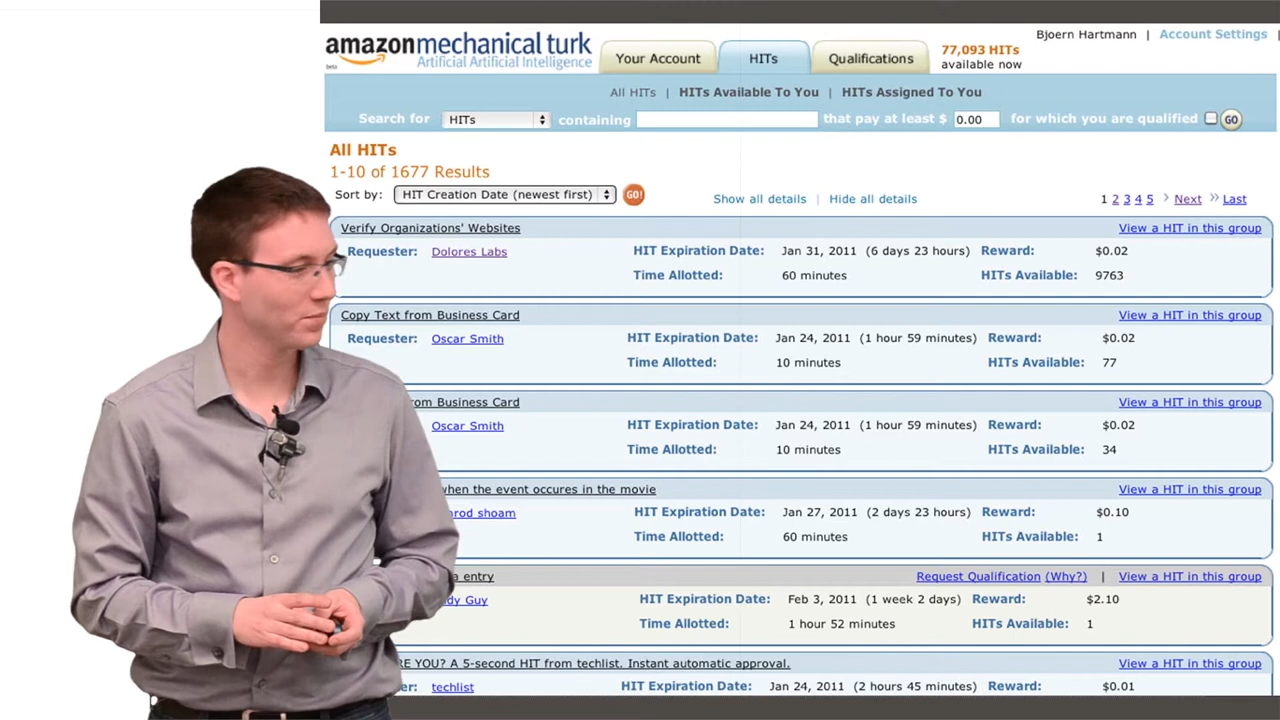 Bjoern Hartmann | Account Settings |
amazonmechanical turk
beta
Artificial Artificial Intelligence
Your Account
HITs
Qualifications
77,093 HITs
available now
All HITs | HITs Available To You | HITs Assigned To You
Search for HITs containing that pay at least $ 0.00 for which you are qualified GO
All HITs
1-10 of 1677 Results
Sort by: HIT Creation Date (newest first) GO! Show all details | Hide all details 1 2 3 4 5 › Next » Last
Verify Organizations' Websites View a HIT in this group
Requester: Dolores Labs HIT Expiration Date: Jan 31, 2011 (6 days 23 hours) Reward: $0.02
Time Allotted: 60 minutes HITs Available: 9763
Copy Text from Business Card View a HIT in this group
Requester: Oscar Smith HIT Expiration Date: Jan 24, 2011 (1 hour 59 minutes) Reward: $0.02
Time Allotted: 10 minutes HITs Available: 77
from Business Card View a HIT in this group
Oscar Smith HIT Expiration Date: Jan 24, 2011 (1 hour 59 minutes) Reward: $0.02
Time Allotted: 10 minutes HITs Available: 34
when the event occures in the movie View a HIT in this group
shoam HIT Expiration Date: Jan 27, 2011 (2 days 23 hours) Reward: $0.10
Time Allotted: 60 minutes HITs Available: 1
entry Request Qualification (Why?) | View a HIT in this group
Guy HIT Expiration Date: Feb 3, 2011 (1 week 2 days) Reward: $2.10
Time Allotted: 1 hour 52 minutes HITs Available: 1
YOU? A 5-second HIT from techlist. Instant automatic approval. View a HIT in this group
techlist HIT Expiration Date: Jan 24, 2011 (2 hours 45 minutes) Reward: $0.01